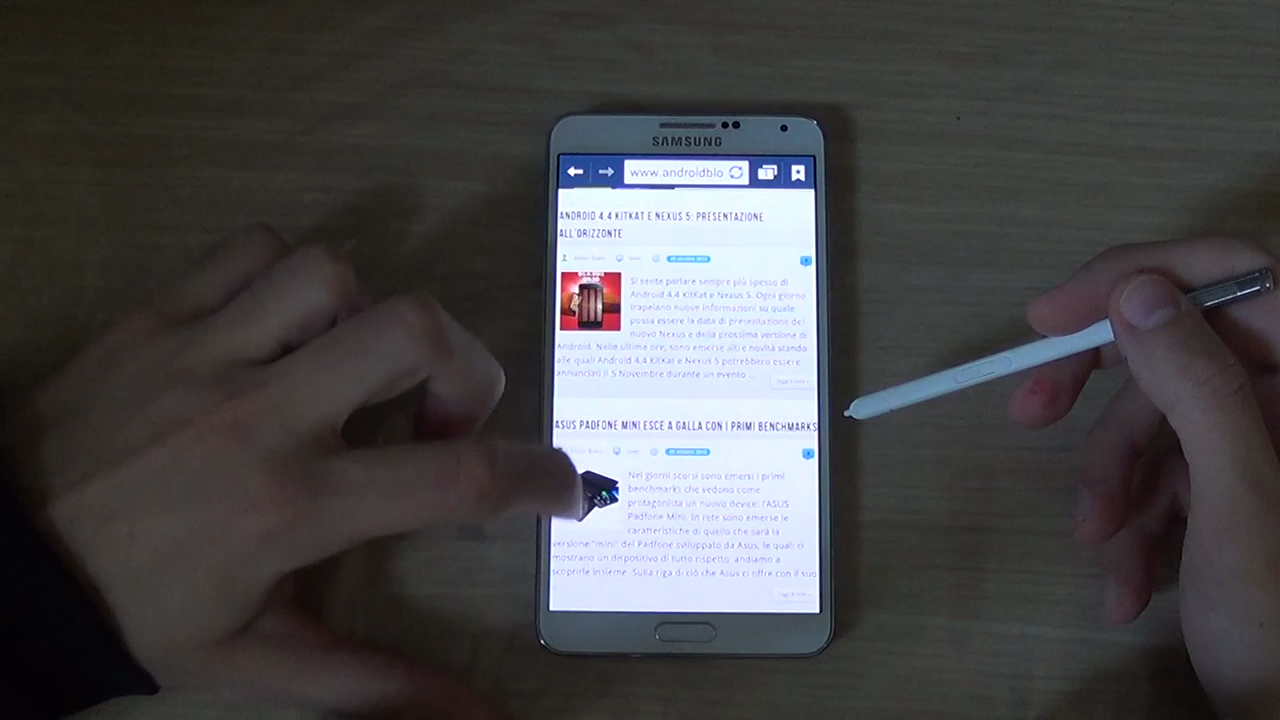 SAMSUNG
www.androidblo
ANDROID 4.4 KITKAT E NEXUS 5: PRESENTAZIONE
ALL'ORIZZONTE
Si sente parlare sempre più spesso di
Android 4.4 KitKat e Nexus 5. Ogni giorno
trapelano nuove informazioni su quale
possa essere la data di presentazione del
nuovo Nexus e della prossima versione di
Android. Nelle ultime ore, sono emerse altre novità stando
alle quali Android 4.4 KitKat e Nexus 5 potrebbero essere
annunciati il 5 Novembre durante un evento ...
ASUS PADFONE MINI ESCE A GALLA CON I PRIMI BENCHMARKS
Nei giorni scorsi sono emersi i primi
benchmarks che vedono come
protagonista un nuovo device: l'ASUS
Padfone Mini. In rete sono emerse le
caratteristiche di quello che sarà la
versione "mini" del Padfone sviluppato da Asus, le quali ci
mostrano un dispositivo di tutto rispetto, andiamo a
scoprirle insieme. Sulla riga di ciò che Asus ci offre con il suo